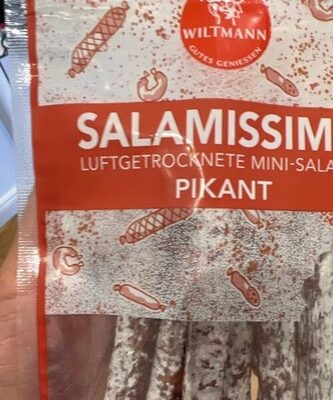 WILTMANN
GUTES GENIESSEN
SALAMISSIM
LUFTGETROCKNETE MINI-SALA
PIKANT